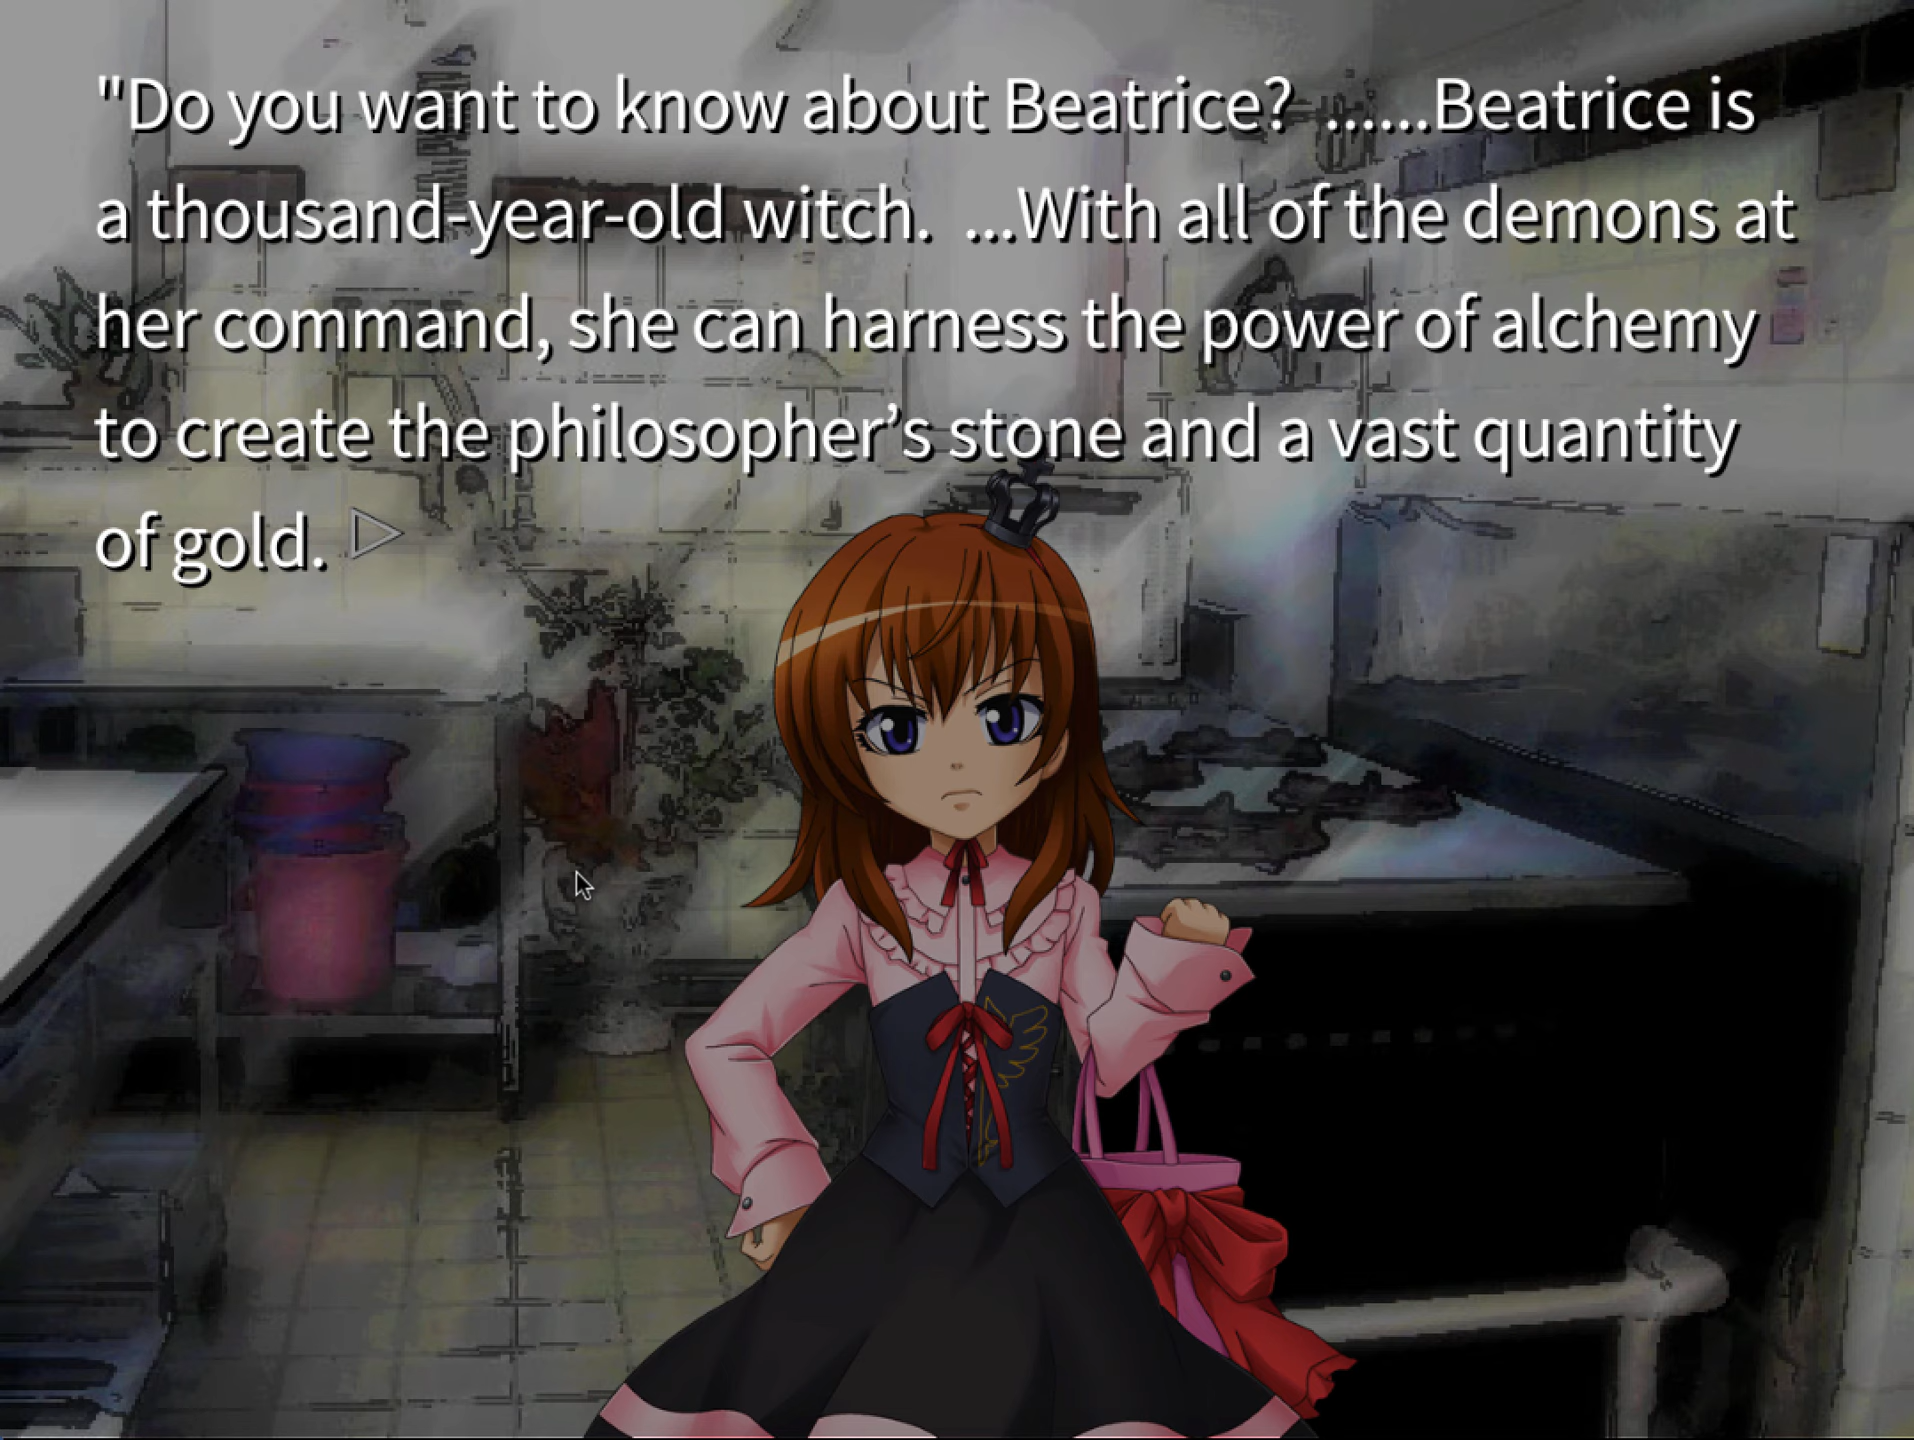 "Do you want to know about Beatrice?  ......Beatrice is
a thousand-year-old witch.  ...With all of the demons at
her command, she can harness the power of alchemy
to create the philosopher’s stone and a vast quantity
of gold.